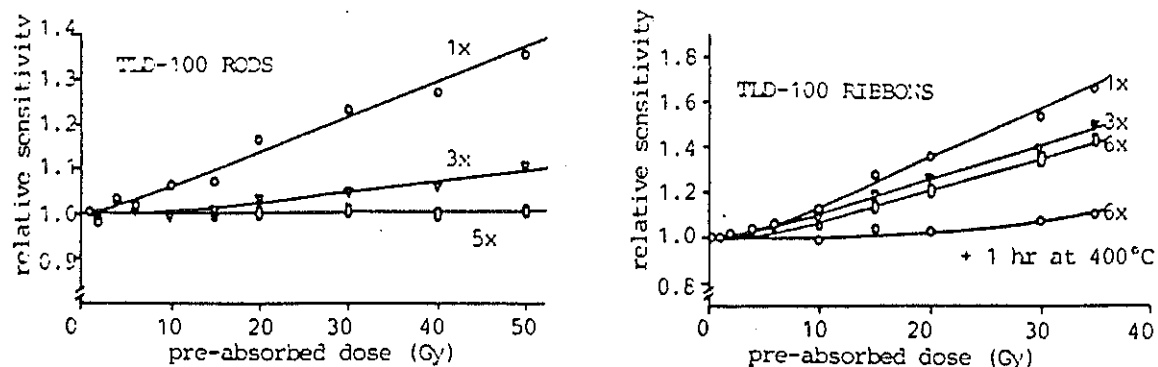 relative sensitivity
1.4
1.3
1.2
1.1
1.0
0.9
TLD-100 RODS
1x
3x
5x
0
10
20
30
40
50
pre-absorbed dose (Gy)
relative sensitivity
1.8
1.6
1.4
1.2
1.0
0.8
TLD-100 RIBBONS
1x
3x
6x
6x
+ 1 hr at 400°C
0
10
20
30
40
pre-absorbed dose (Gy)